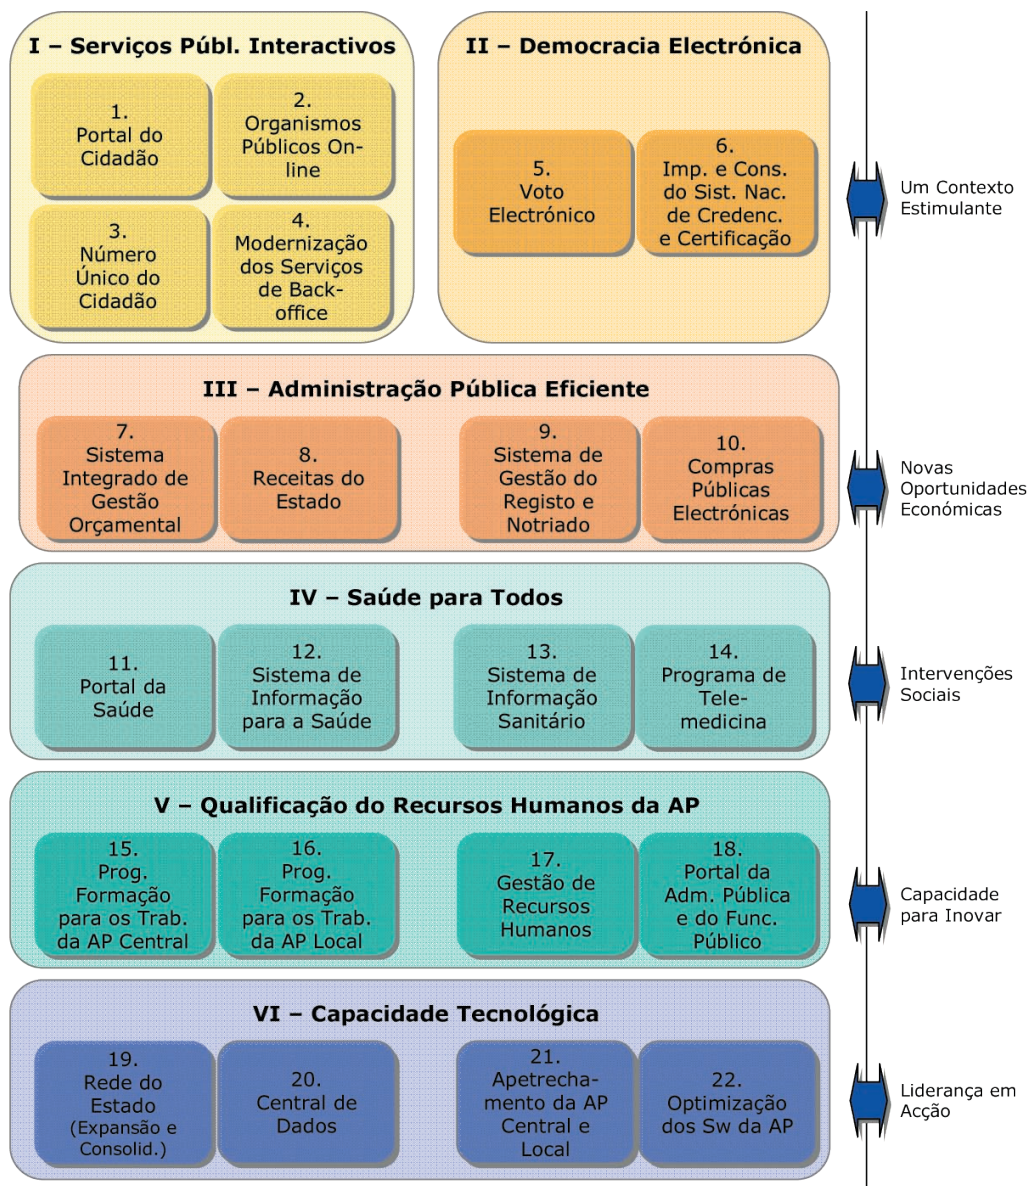 I – Serviços Públ. Interactivos
1.
Portal do
Cidadão
2.
Organismos
Públicos On-
line
3.
Número
Único do
Cidadão
4.
Modernização
dos Serviços
de Back-
office
II – Democracia Electrónica
5.
Voto
Electrónico
6.
Imp. e Cons.
do Sist. Nac.
de Credenc.
e Certificação
Um Contexto
Estimulante
III – Administração Pública Eficiente
7.
Sistema
Integrado de
Gestão
Orçamental
8.
Receitas do
Estado
9.
Sistema de
Gestão do
Registo e
Notriado
10.
Compras
Públicas
Electrónicas
Novas
Oportunidades
Económicas
IV – Saúde para Todos
11.
Portal da
Saúde
12.
Sistema de
Informação
para a Saúde
13.
Sistema de
Informação
Sanitário
14.
Programa de
Tele-
medicina
Intervenções
Sociais
V – Qualificação do Recursos Humanos da AP
15.
Prog.
Formação
para os Trab.
da AP Central
16.
Prog.
Formação
para os Trab.
da AP Local
17.
Gestão de
Recursos
Humanos
18.
Portal da
Adm. Pública
e do Func.
Público
Capacidade
para Inovar
VI – Capacidade Tecnológica
19.
Rede do
Estado
(Expansão e
Consolid.)
20.
Central de
Dados
21.
Apetrecha-
mento da AP
Central e
Local
22.
Optimização
dos Sw da AP
Liderança em
Acção